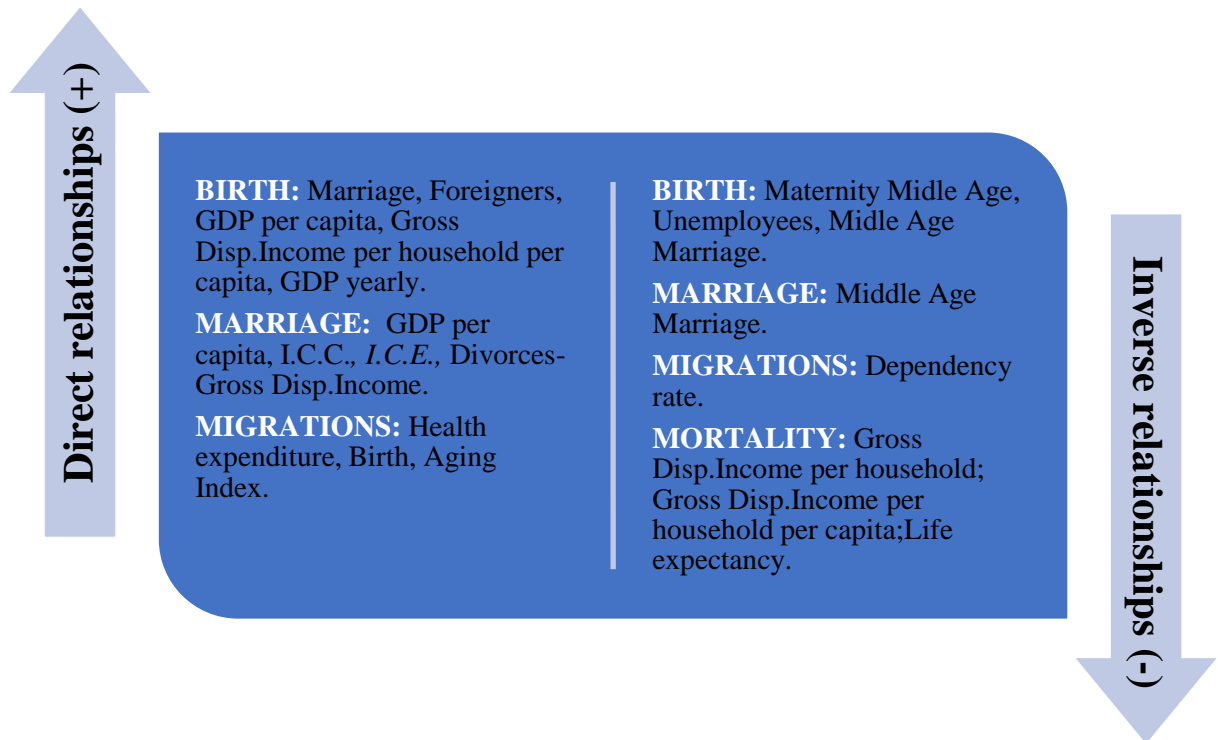 Direct relationships (+)
BIRTH: Marriage, Foreigners,
GDP per capita, Gross
Disp.Income per household per
capita, GDP yearly.
MARRIAGE:  GDP per
capita, I.C.C., I.C.E., Divorces-
Gross Disp.Income.
MIGRATIONS: Health
expenditure, Birth, Aging
Index.
BIRTH: Maternity Midle Age,
Unemployees, Midle Age
Marriage.
MARRIAGE: Middle Age
Marriage.
MIGRATIONS: Dependency
rate.
MORTALITY: Gross
Disp.Income per household;
Gross Disp.Income per
household per capita;Life
expectancy.
Inverse relationships (-)